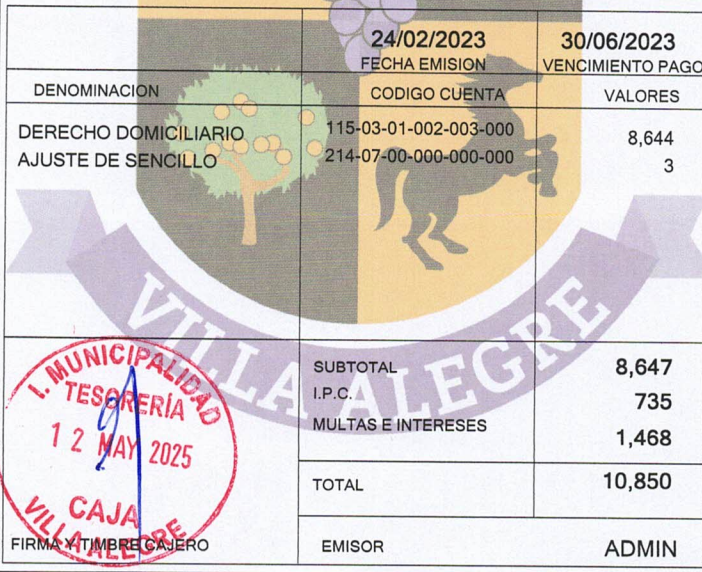 24/02/2023 30/06/2023
FECHA EMISION VENCIMIENTO PAGO
DENOMINACION CODIGO CUENTA VALORES
DERECHO DOMICILIARIO 115-03-01-002-003-000 8,644
AJUSTE DE SENCILLO 214-07-00-000-000-000 3
VILLA ALEGRE
SUBTOTAL 8,647
I.P.C. 735
MULTAS E INTERESES 1,468
TOTAL 10,850
I. MUNICIPALIDAD
TESORERÍA
12 MAY 2025
CAJA
VILLA ALEGRE
FIRMA Y TIMBRE CAJERO EMISOR ADMIN